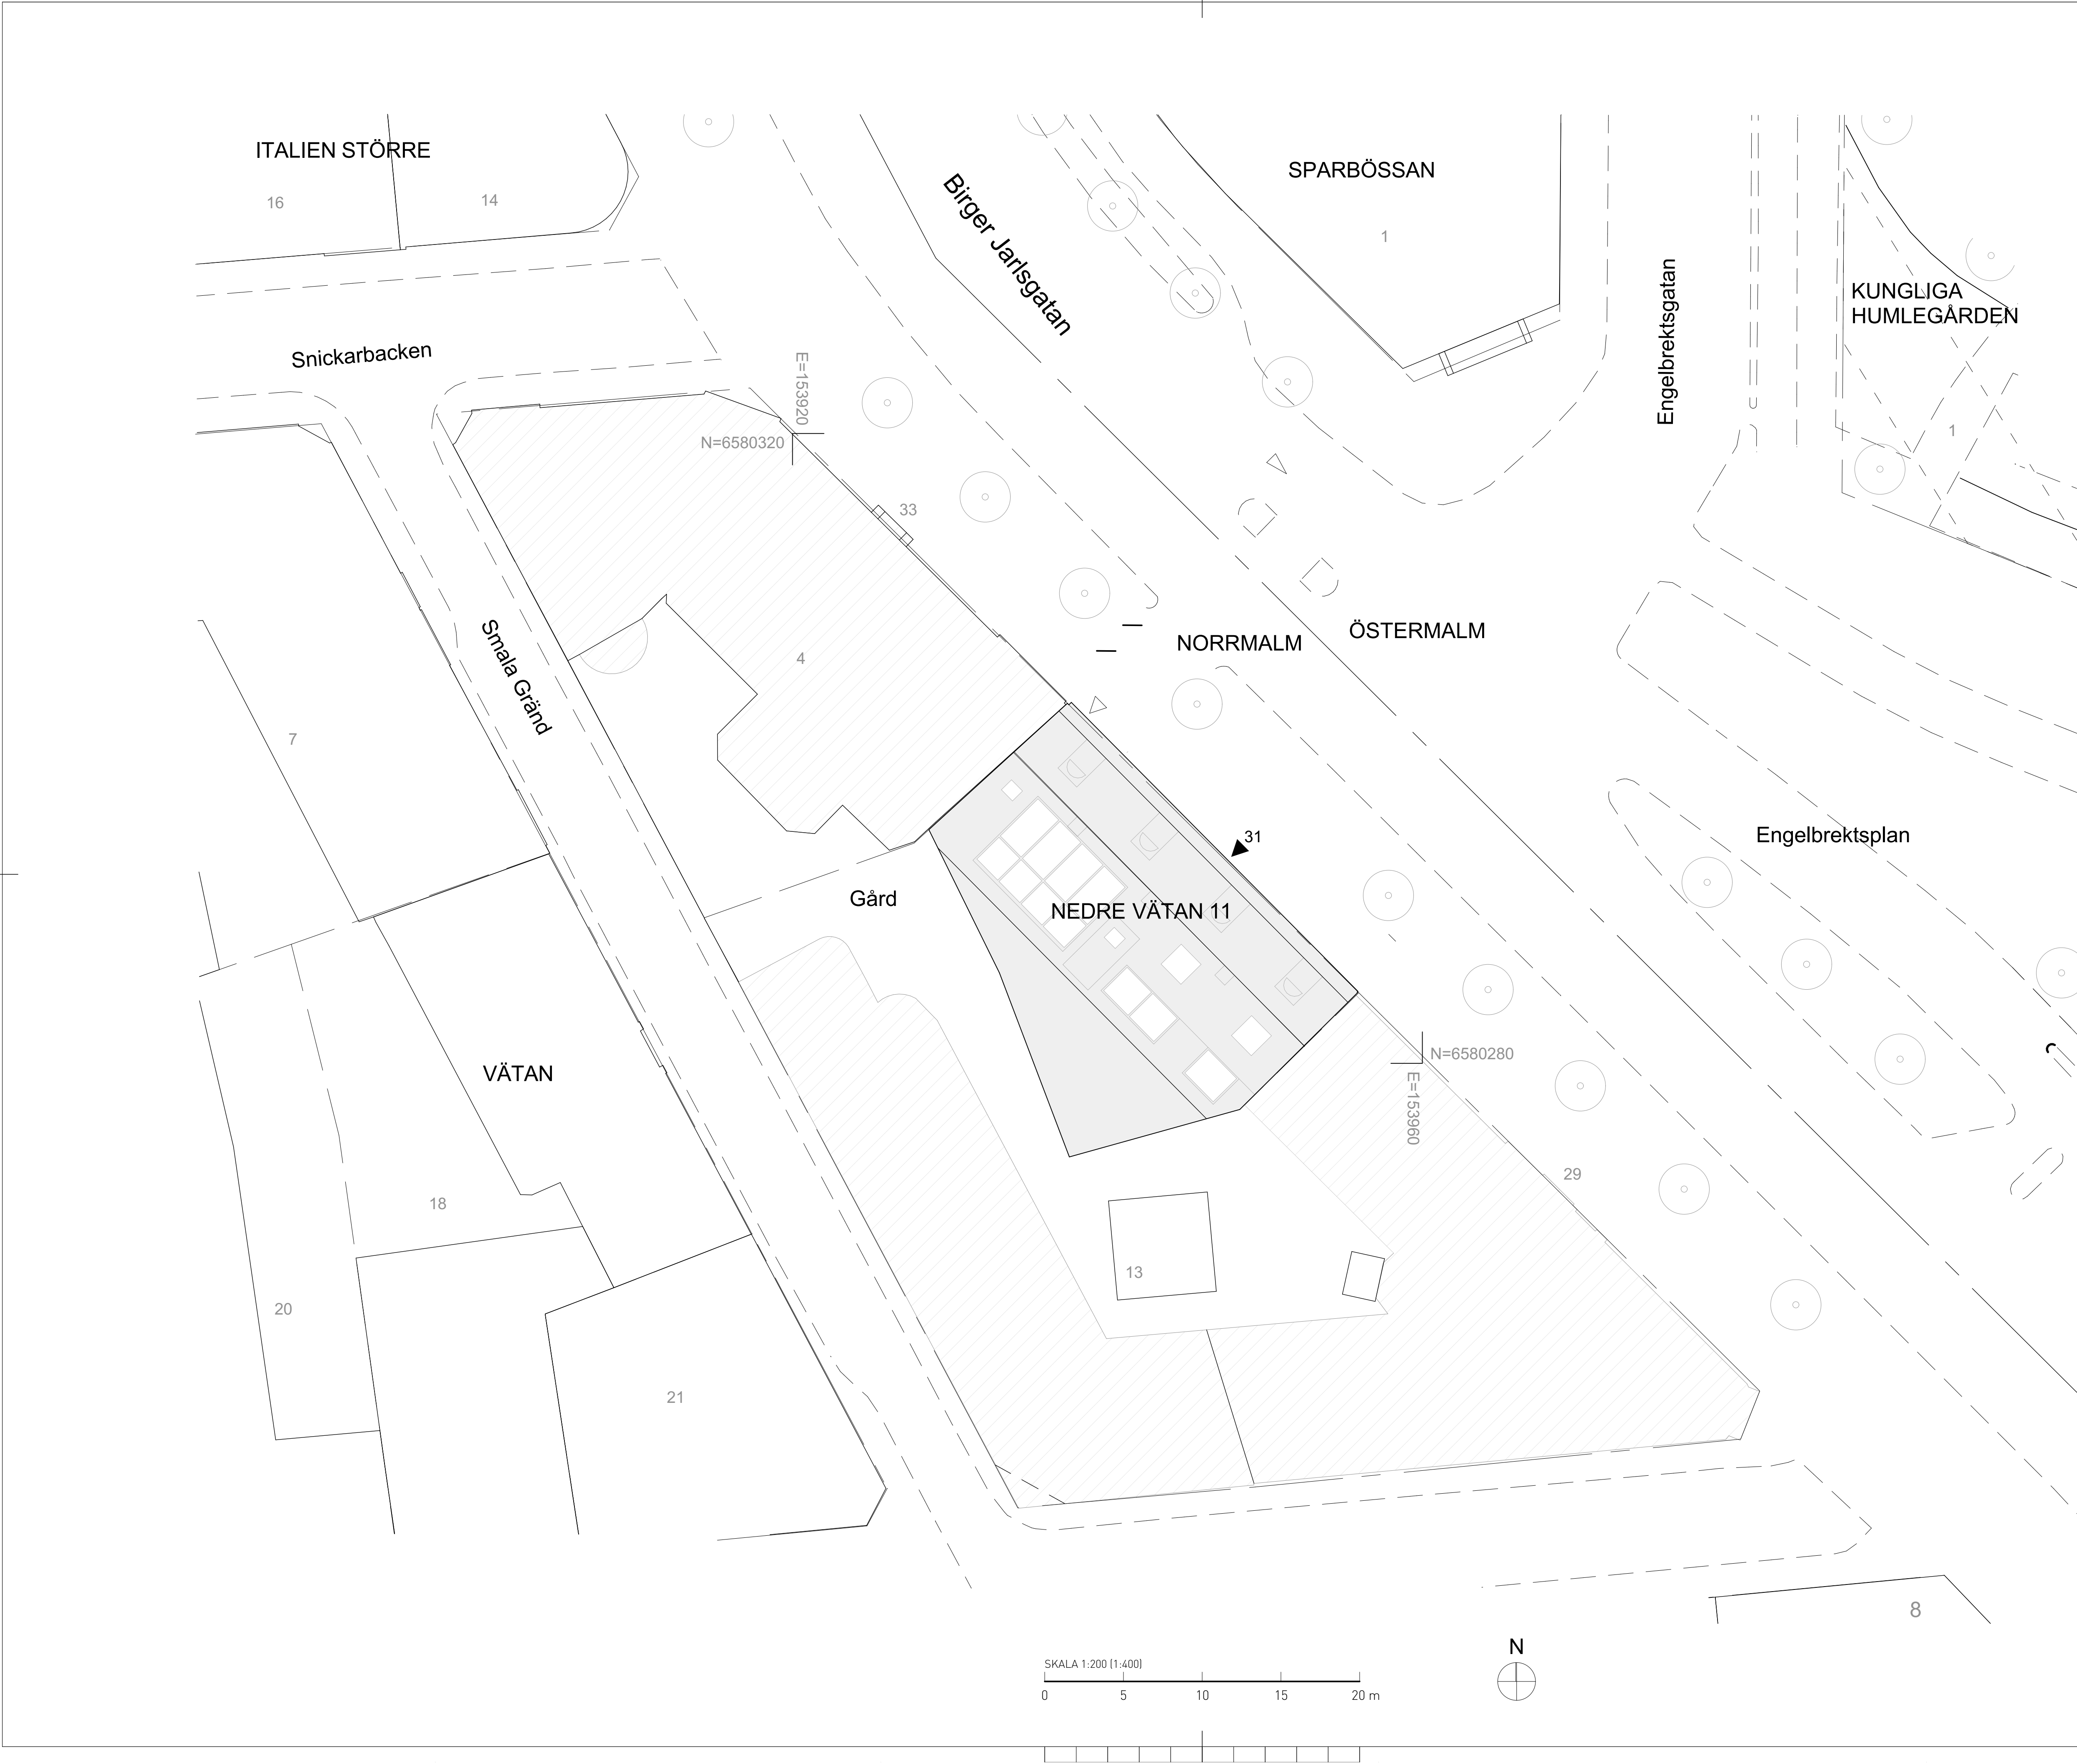 ITALIEN STÖRRE
16
14
Birger Jarlsgatan
SPARBÖSSAN
1
Engelbrektsgatan
KUNGLIGA
HUMLEGÅRDEN
1
Snickarbacken
E=153920
N=6580320
33
Smala Gränd
4
NORRMALM
ÖSTERMALM
7
31
Engelbrektsplan
Gård
NEDRE VÄTAN 11
VÄTAN
N=6580280
E=153960
29
18
13
20
21
8
N
SKALA 1:200 (1:400)
0 5 10 15 20 m